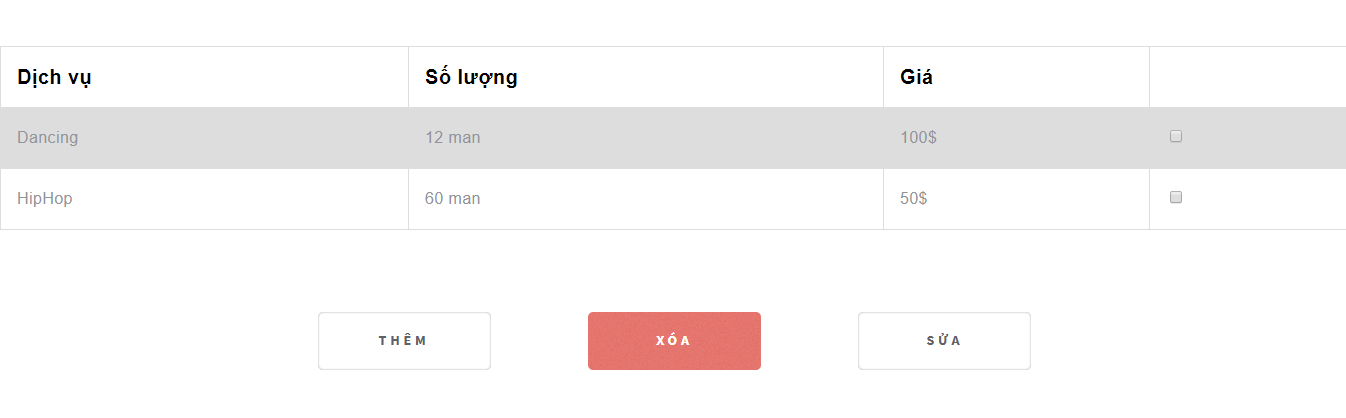 Dịch vụ Số lượng Giá
Dancing 12 man 100$
HipHop 60 man 50$
THÊM XÓA SỬA